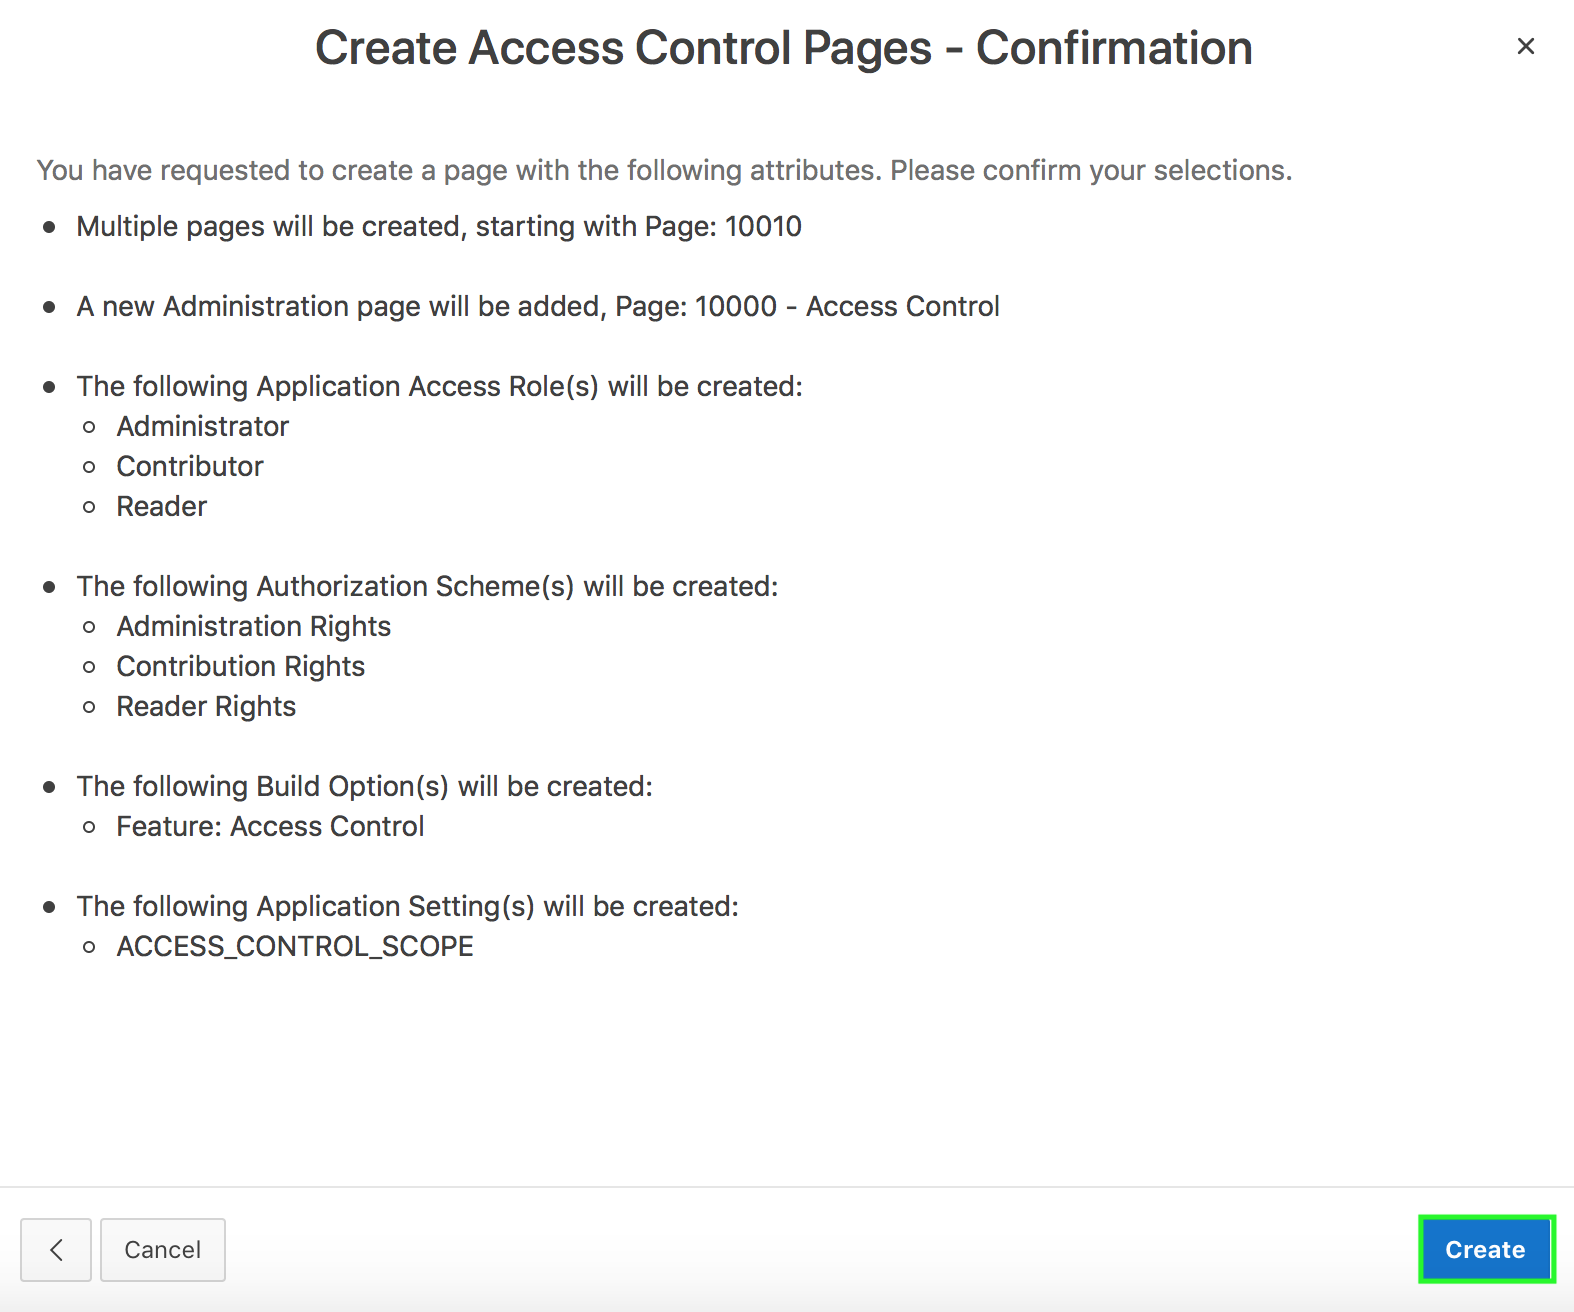 Create Access Control Pages - Confirmation
You have requested to create a page with the following attributes. Please confirm your selections.
Multiple pages will be created, starting with Page: 10010
A new Administration page will be added, Page: 10000 - Access Control
The following Application Access Role(s) will be created:
Administrator
Contributor
Reader
The following Authorization Scheme(s) will be created:
Administration Rights
Contribution Rights
Reader Rights
The following Build Option(s) will be created:
Feature: Access Control
The following Application Setting(s) will be created:
ACCESS_CONTROL_SCOPE
Cancel
Create